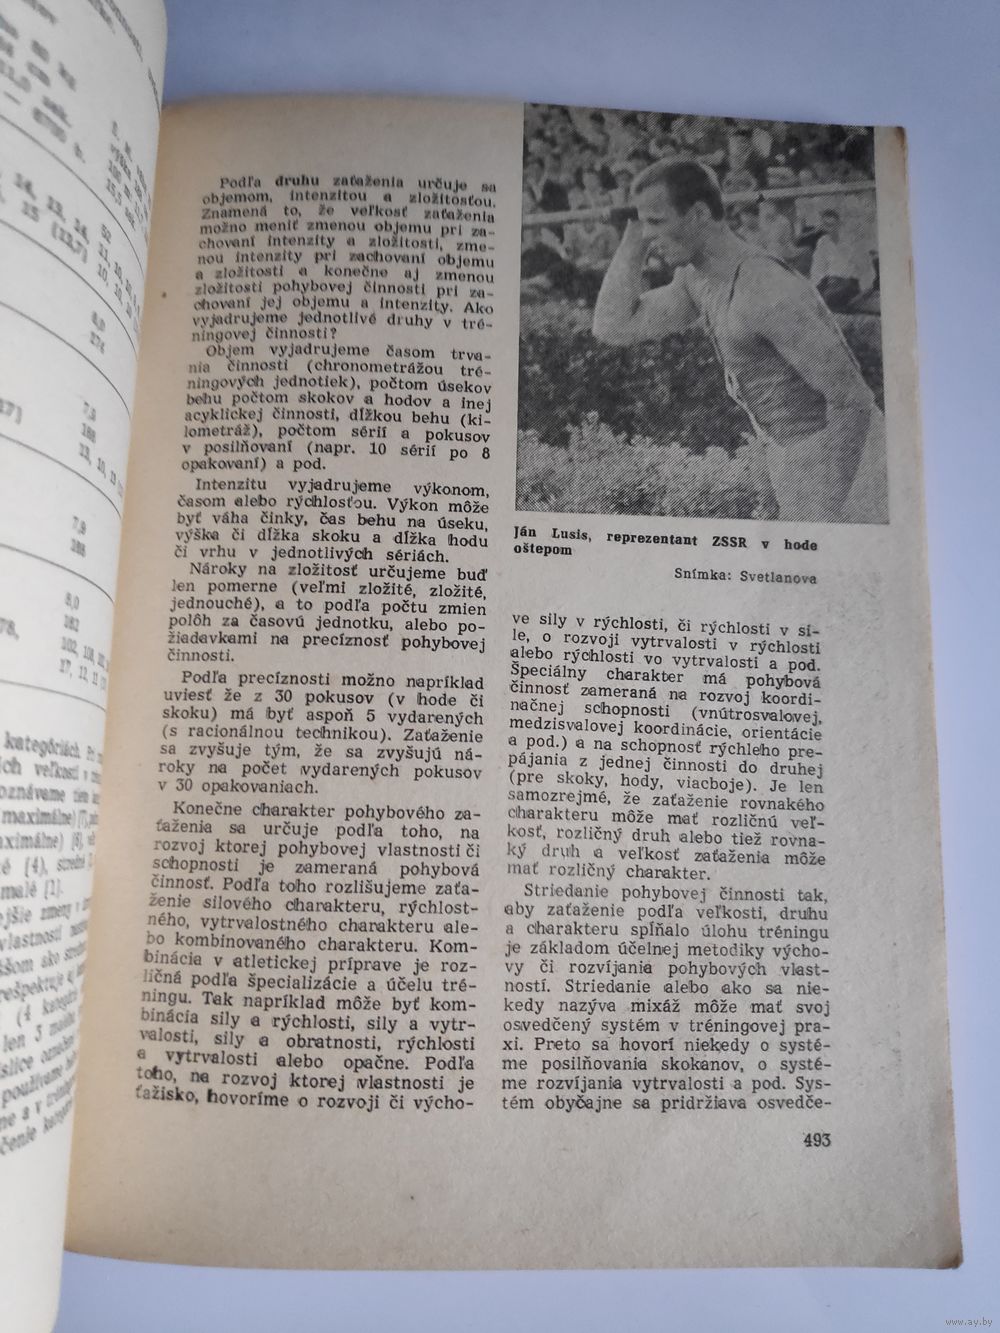 Podľa druhu zaťaženia určuje sa
objemom, intenzitou a zložitosťou.
Znamená to, že veľkosť zaťaženia
možno meniť zmenou objemu pri za-
chovaní intenzity a zložitosti, zme-
nou intenzity pri zachovaní objemu
a zložitosti a konečne aj zmenou
zložitosti pohybovej činnosti pri za-
chovaní jej objemu a intenzity. Ako
vyjadrujeme jednotlivé druhy v tré-
ningovej činnosti?
Objem vyjadrujeme časom trva-
nia činnosti (chronometrážou tré-
ningových jednotiek), počtom úsekov
behu počtom skokov a hodov a inej
acyklickej činnosti, dĺžkou behu (ki-
lometráž), počtom sérií a pokusov
v posilňovaní (napr. 10 sérií po 8
opakovaní) a pod.
Intenzitu vyjadrujeme výkonom,
časom alebo rýchlosťou. Výkon môže
byť váha činky, čas behu na úseku,
výška či dĺžka skoku a dĺžka hodu
či vrhu v jednotlivých sériách.
Nároky na zložitosť určujeme buď
len pomerne (veľmi zložité, zložité,
jednouché), a to podľa počtu zmien
polôh za časovú jednotku, alebo po-
žiadavkami na precíznosť pohybovej
činnosti.
Podľa precíznosti možno napríklad
uviesť že z 30 pokusov (v hode či
skoku) má byť aspoň 5 vydarených
(s racionálnou technikou). Zaťaženie
sa zvyšuje tým, že sa zvyšujú ná-
roky na počet vydarených pokusov
v 30 opakovaniach.
Konečne charakter pohybového za-
ťaženia sa určuje podľa toho, na
rozvoj ktorej pohybovej vlastnosti či
schopnosti je zameraná pohybová
činnosť. Podľa toho rozlišujeme zaťa-
ženie silového charakteru, rýchlost-
ného, vytrvalostného charakteru ale-
bo kombinovaného charakteru. Kom-
binácia v atletickej príprave je roz-
ličná podľa špecializácie a účelu tré-
ningu. Tak napríklad môže byť kom-
binácia sily a rýchlosti, sily a vytr-
valosti, sily a obratnosti, rýchlosti
a vytrvalosti alebo opačne. Podľa
toho, na rozvoj ktorej vlastnosti je
ťažisko, hovoríme o rozvoji či výcho-
Ján Lusis, reprezentant ZSSR v hode
oštepom
Snímka: Svetlanova
ve sily v rýchlosti, či rýchlosti v si-
le, o rozvoji vytrvalosti v rýchlosti
alebo rýchlosti vo vytrvalosti a pod.
Špeciálny charakter má pohybová
činnosť zameraná na rozvoj koordi-
načnej schopnosti (vnútrosvalovej,
medzisvalovej koordinácie, orientácie
a pod.) a na schopnosť rýchleho pre-
pájania z jednej činnosti do druhej
(pre skoky, hody, viacboje). Je len
samozrejmé, že zaťaženie rovnakého
charakteru môže mať rozličnú veľ-
kosť, rozličný druh alebo tiež rovna-
ký druh a veľkosť zaťaženia môže
mať rozličný charakter.
Striedanie pohybovej činnosti tak,
aby zaťaženie podľa veľkosti, druhu
a charakteru spĺňalo úlohu tréningu
je základom účelnej metodiky výcho-
vy či rozvíjania pohybových vlast-
ností. Striedanie alebo ako sa nie-
kedy nazýva mixáž môže mať svoj
osvedčený systém v tréningovej pra-
xi. Preto sa hovorí niekedy o systé-
me posilňovania skokanov, o systé-
me rozvíjania vytrvalosti a pod. Sys-
tém obyčajne sa pridržiava osvedče-
493
www.ay.by